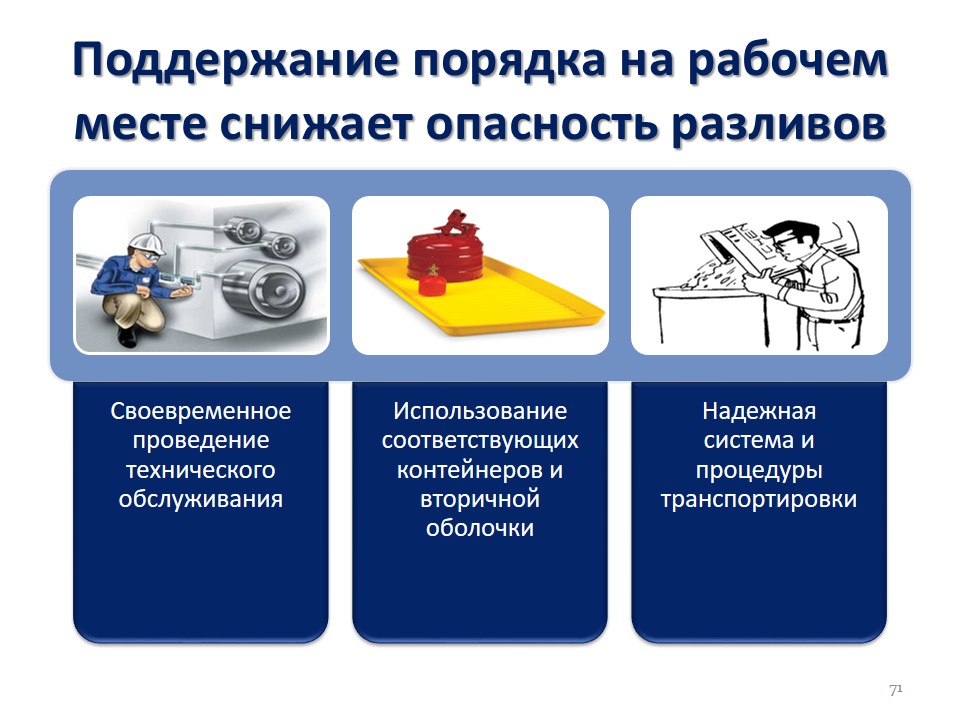 Поддержание порядка на рабочем
месте снижает опасность разливов
Своевременное
проведение
технического
обслуживания
Использование
соответствующих
контейнеров и
вторичной
оболочки
Надежная
система и
процедуры
транспортировки
71